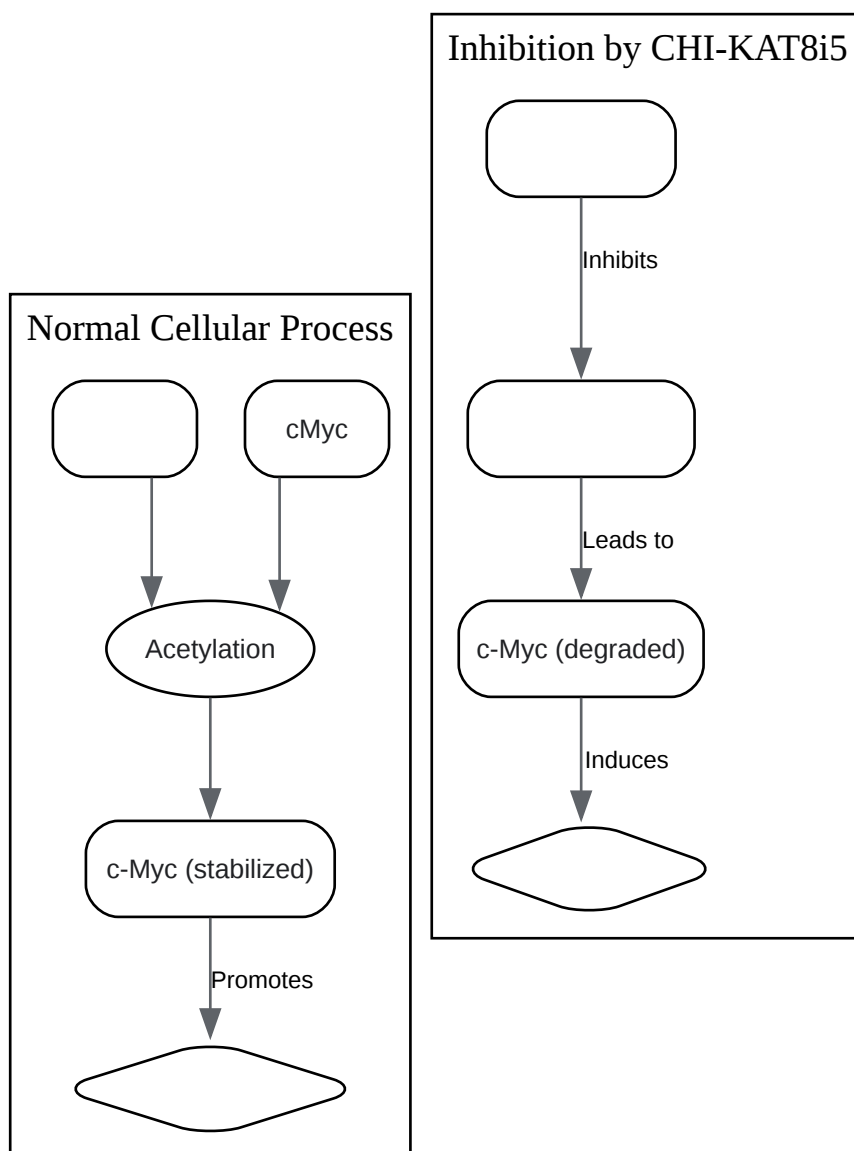 Inhibition by CHI-KAT8i5
Inhibits
Leads to
c-Myc (degraded)
Induces
Normal Cellular Process
cMyc
Acetylation
c-Myc (stabilized)
Promotes